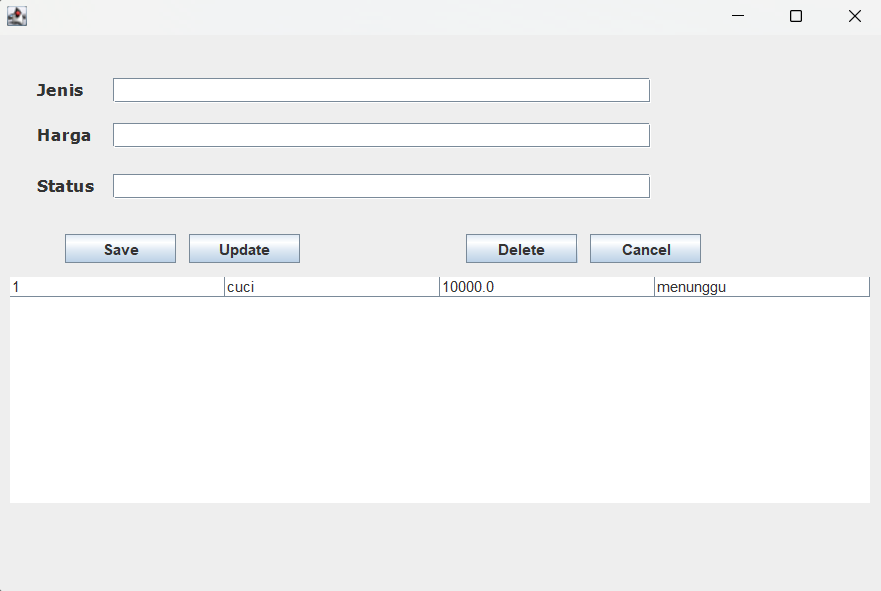 Jenis
Harga
Status
Save Update Delete Cancel
1 cuci 10000.0 menunggu